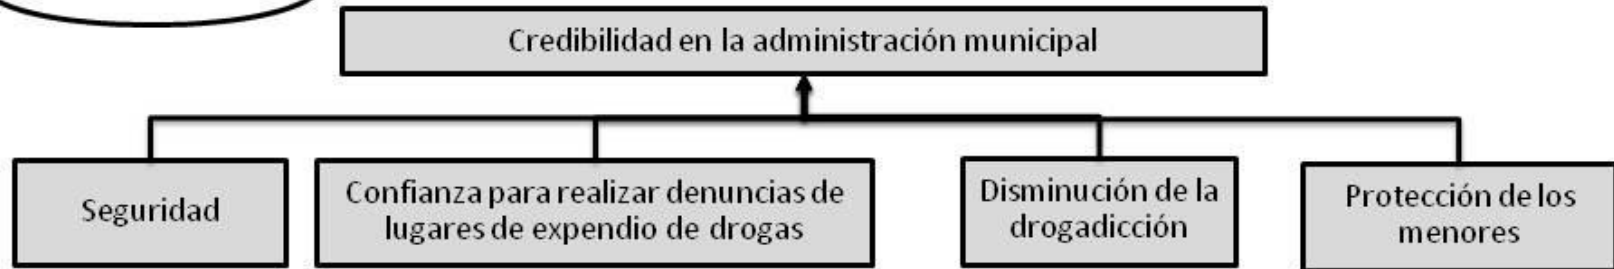 Credibilidad en la administración municipal
Seguridad
Confianza para realizar denuncias de
lugares de expendio de drogas
Disminución de la
drogadicción
Protección de los
menores